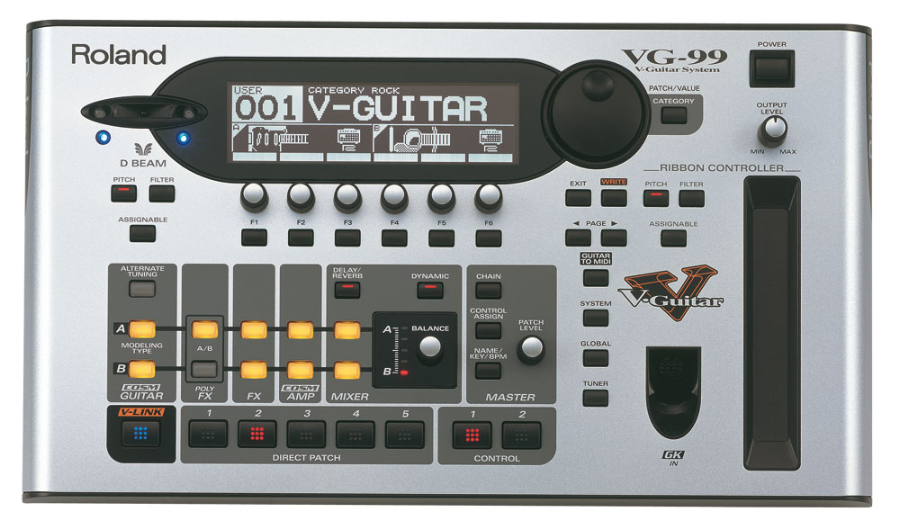 Roland
VG-99
V-Guitar System
POWER
USER
CATEGORY ROCK
001 V-GUITAR
A
B
PATCH/VALUE
CATEGORY
OUTPUT
LEVEL
MIN MAX
D BEAM
PITCH FILTER
ASSIGNABLE
F1 F2 F3 F4 F5 F6
EXIT WRITE
◀ PAGE ▶
RIBBON CONTROLLER
PITCH FILTER
ASSIGNABLE
GUITAR
TO MIDI
SYSTEM
GLOBAL
TUNER
V-Guitar
ALTERNATE
TUNING
DELAY/
REVERB
DYNAMIC
CHAIN
CONTROL
ASSIGN
PATCH
LEVEL
NAME/
KEY/BPM
A
MODELING
TYPE
B
A/B
A
BALANCE
B
COSM
GUITAR
POLY
FX
FX
COSM
AMP
MIXER
MASTER
V-LINK
1 2 3 4 5
DIRECT PATCH
1 2
CONTROL
GK
IN